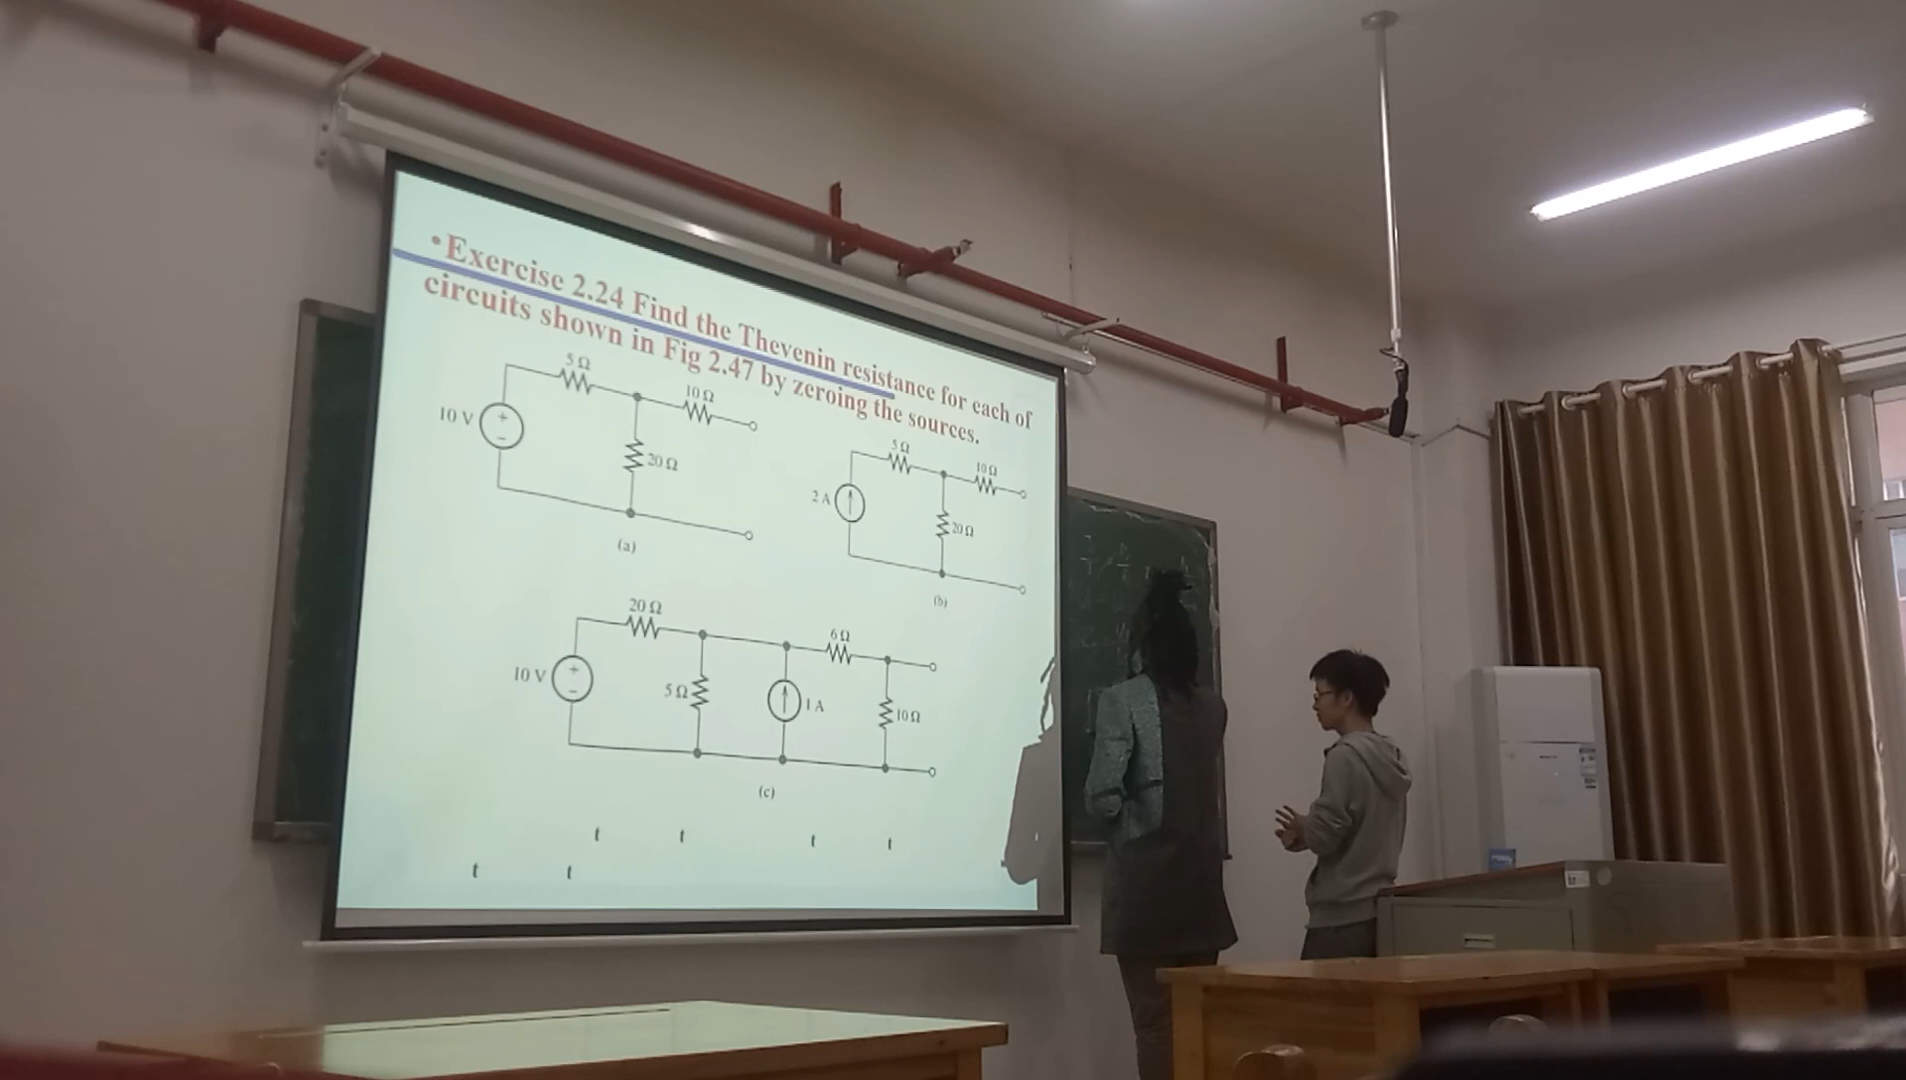 •Exercise 2.24 Find the Thevenin resistance for each of
circuits shown in Fig 2.47 by zeroing the sources.
5 Ω
10 Ω
10 V
+
−
20 Ω
(a)
5 Ω
10 Ω
2 A
20 Ω
(b)
20 Ω
6 Ω
10 V
+
−
5 Ω
1 A
10 Ω
(c)
t t t t
t t